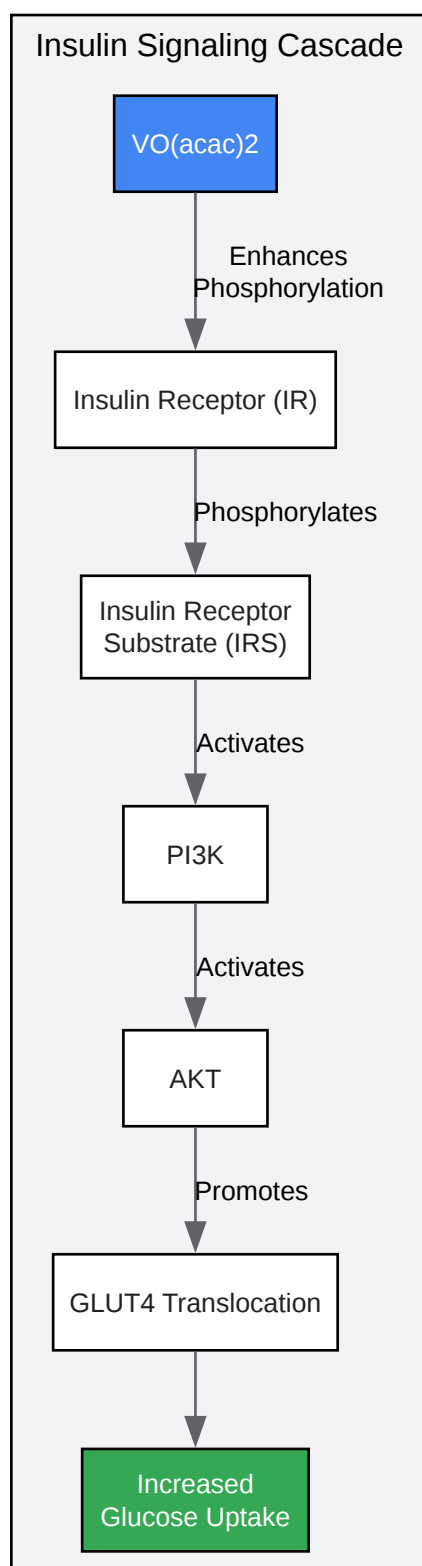 Insulin Signaling Cascade
VO(acac)2
Enhances
Phosphorylation
Insulin Receptor (IR)
Phosphorylates
Insulin Receptor
Substrate (IRS)
Activates
PI3K
Activates
AKT
Promotes
GLUT4 Translocation
Increased
Glucose Uptake